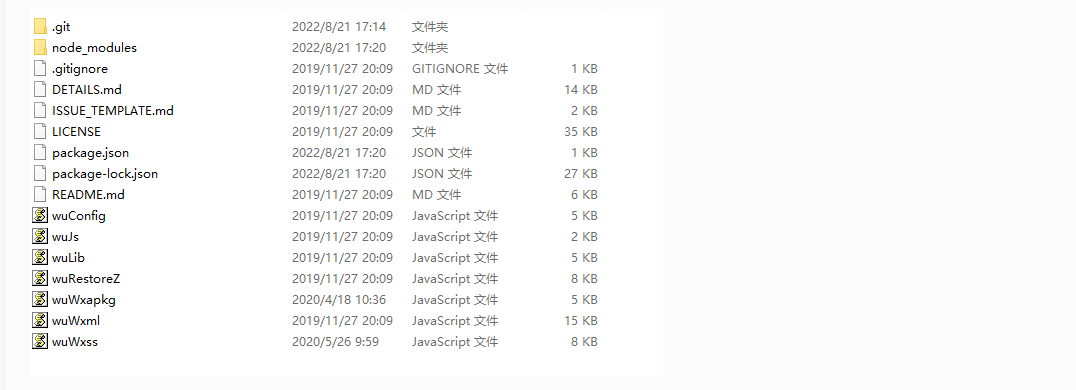 .git 2022/8/21 17:14 文件夹
node_modules 2022/8/21 17:20 文件夹
.gitignore 2019/11/27 20:09 GITIGNORE 文件 1 KB
DETAILS.md 2019/11/27 20:09 MD 文件 14 KB
ISSUE_TEMPLATE.md 2019/11/27 20:09 MD 文件 2 KB
LICENSE 2019/11/27 20:09 文件 35 KB
package.json 2022/8/21 17:20 JSON 文件 1 KB
package-lock.json 2022/8/21 17:20 JSON 文件 27 KB
README.md 2019/11/27 20:09 MD 文件 6 KB
wuConfig 2019/11/27 20:09 JavaScript 文件 5 KB
wuJs 2019/11/27 20:09 JavaScript 文件 2 KB
wuLib 2019/11/27 20:09 JavaScript 文件 5 KB
wuRestoreZ 2019/11/27 20:09 JavaScript 文件 8 KB
wuWxapkg 2020/4/18 10:36 JavaScript 文件 5 KB
wuWxml 2019/11/27 20:09 JavaScript 文件 15 KB
wuWxss 2020/5/26 9:59 JavaScript 文件 8 KB